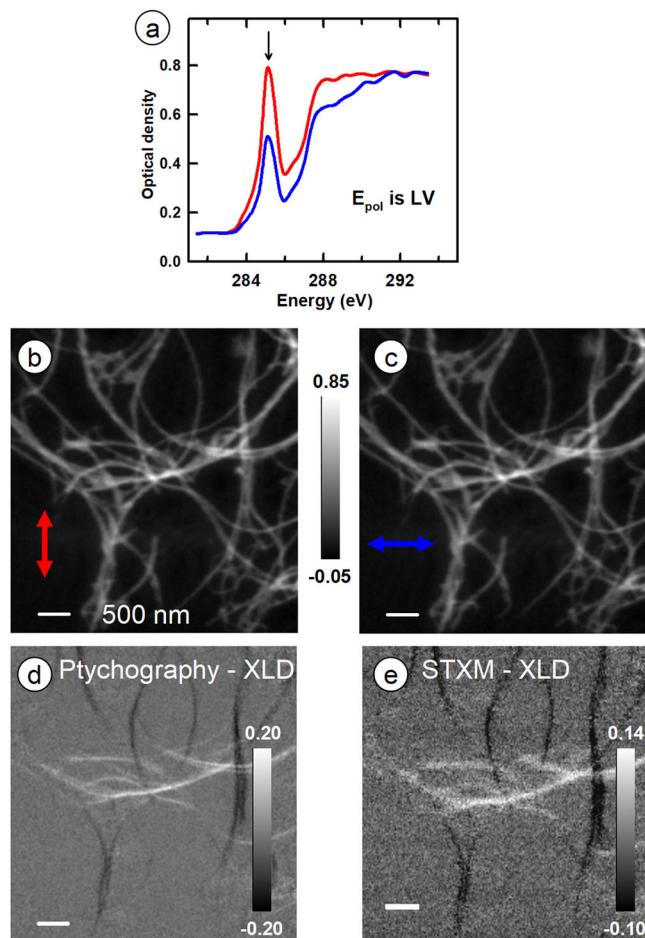 a
0.8
0.6
0.4
0.2
0.0
Optical density
E_pol is LV
284 288 292
Energy (eV)
b
c
0.85
-0.05
500 nm
d Ptychography - XLD
0.20
-0.20
e STXM - XLD
0.14
-0.10